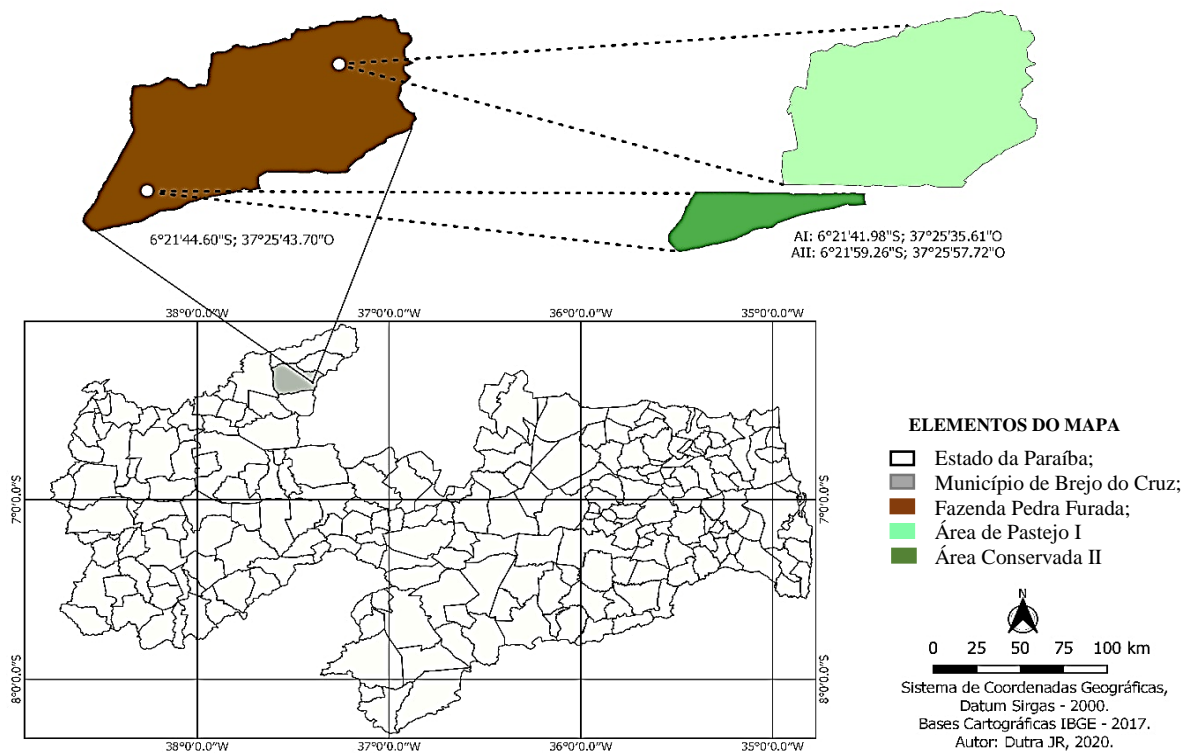 6°21'44.60"S; 37°25'43.70"O
AI: 6°21'41.98"S; 37°25'35.61"O
AII: 6°21'59.26"S; 37°25'57.72"O
38°0'0.0"W
37°0'0.0"W
36°0'0.0"W
35°0'0.0"W
7°0'0.0"S
7°0'0.0"S
8°0'0.0"S
8°0'0.0"S
38°0'0.0"W
37°0'0.0"W
36°0'0.0"W
35°0'0.0"W
ELEMENTOS DO MAPA
Estado da Paraíba;
Município de Brejo do Cruz;
Fazenda Pedra Furada;
Área de Pastejo I
Área Conservada II
N
0 25 50 75 100 km
Sistema de Coordenadas Geográficas,
Datum Sirgas - 2000.
Bases Cartográficas IBGE - 2017.
Autor: Dutra JR, 2020.